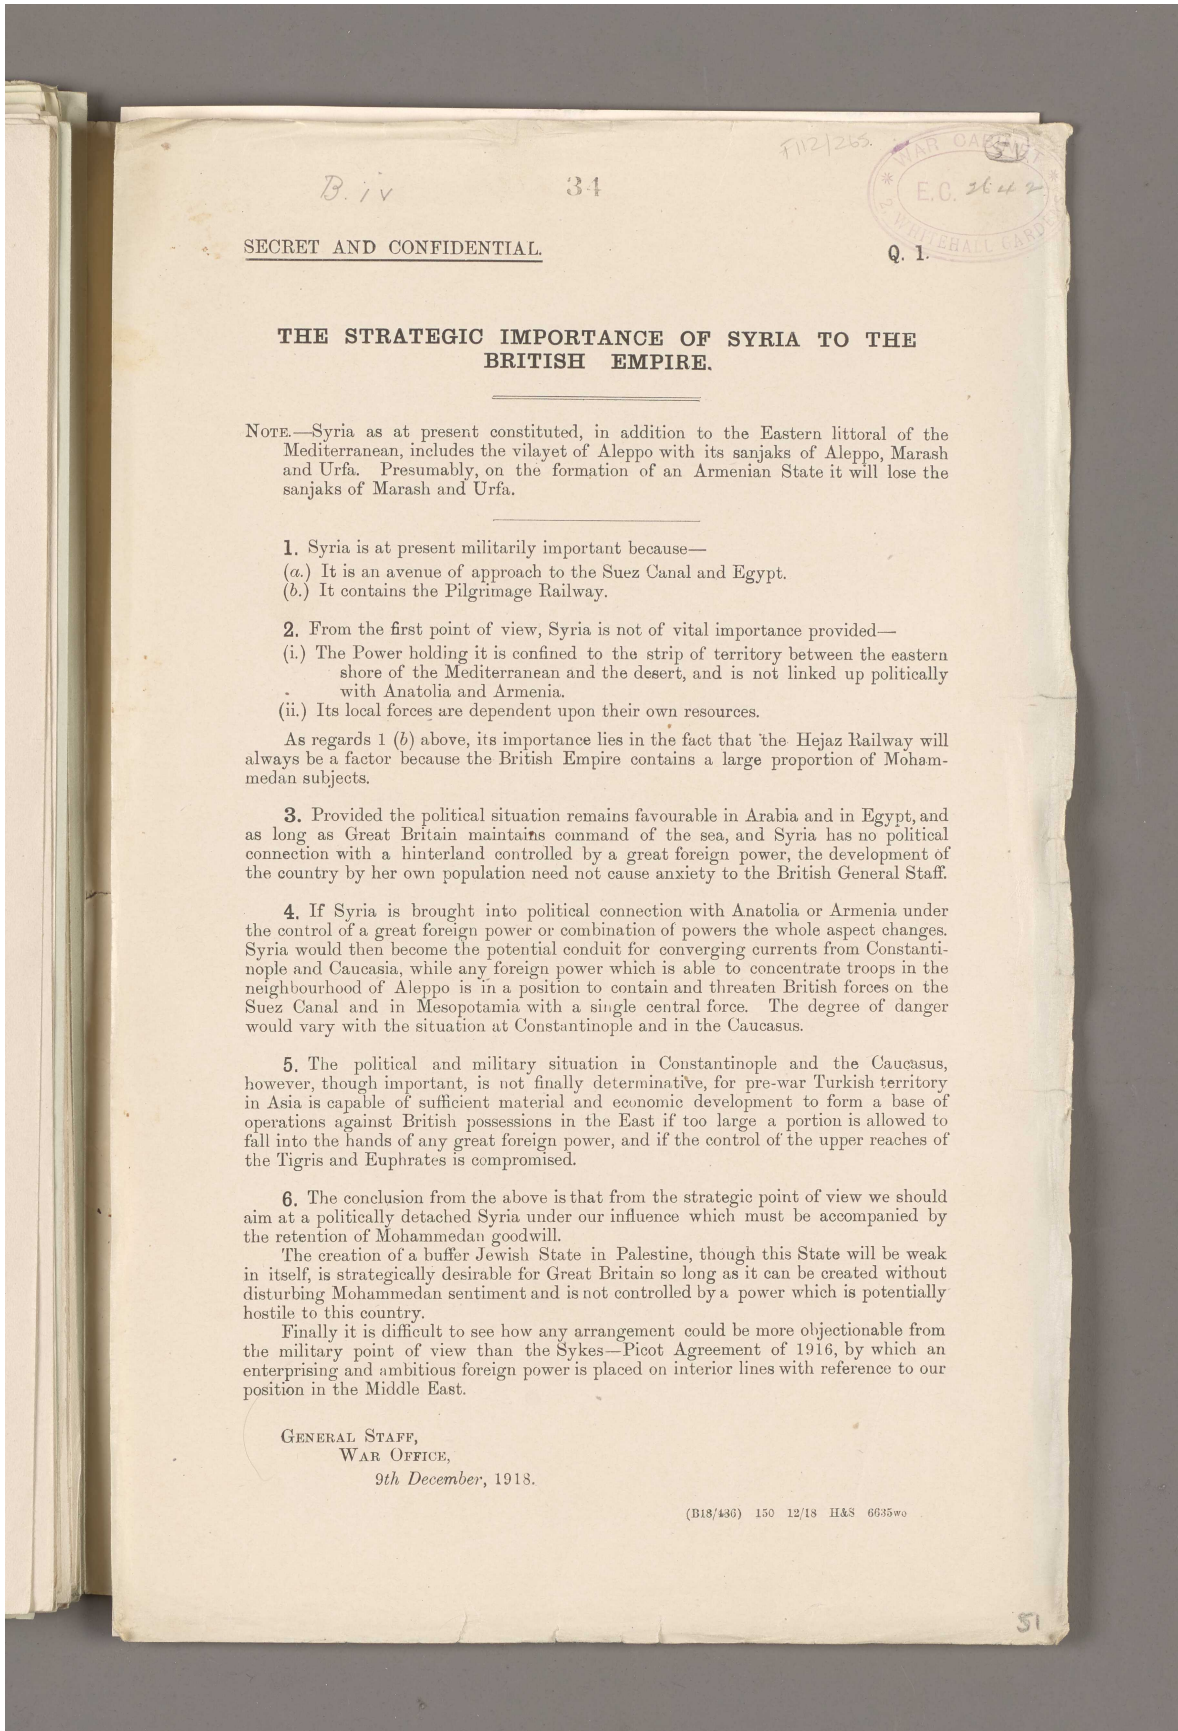 F112/265.
WAR CABINET
51
E.C. 2642
2, WHITEHALL GARDENS
B. iv
34
SECRET AND CONFIDENTIAL.
Q. 1.
THE STRATEGIC IMPORTANCE OF SYRIA TO THE
BRITISH EMPIRE.
NOTE.—Syria as at present constituted, in addition to the Eastern littoral of the
Mediterranean, includes the vilayet of Aleppo with its sanjaks of Aleppo, Marash
and Urfa. Presumably, on the formation of an Armenian State it will lose the
sanjaks of Marash and Urfa.
1. Syria is at present militarily important because—
(a.) It is an avenue of approach to the Suez Canal and Egypt.
(b.) It contains the Pilgrimage Railway.
2. From the first point of view, Syria is not of vital importance provided—
(i.) The Power holding it is confined to the strip of territory between the eastern
shore of the Mediterranean and the desert, and is not linked up politically
with Anatolia and Armenia.
(ii.) Its local forces are dependent upon their own resources.
As regards 1 (b) above, its importance lies in the fact that the Hejaz Railway will
always be a factor because the British Empire contains a large proportion of Moham-
medan subjects.
3. Provided the political situation remains favourable in Arabia and in Egypt, and
as long as Great Britain maintains command of the sea, and Syria has no political
connection with a hinterland controlled by a great foreign power, the development of
the country by her own population need not cause anxiety to the British General Staff.
4. If Syria is brought into political connection with Anatolia or Armenia under
the control of a great foreign power or combination of powers the whole aspect changes.
Syria would then become the potential conduit for converging currents from Constanti-
nople and Caucasia, while any foreign power which is able to concentrate troops in the
neighbourhood of Aleppo is in a position to contain and threaten British forces on the
Suez Canal and in Mesopotamia with a single central force. The degree of danger
would vary with the situation at Constantinople and in the Caucasus.
5. The political and military situation in Constantinople and the Caucasus,
however, though important, is not finally determinative, for pre-war Turkish territory
in Asia is capable of sufficient material and economic development to form a base of
operations against British possessions in the East if too large a portion is allowed to
fall into the hands of any great foreign power, and if the control of the upper reaches of
the Tigris and Euphrates is compromised.
6. The conclusion from the above is that from the strategic point of view we should
aim at a politically detached Syria under our influence which must be accompanied by
the retention of Mohammedan goodwill.
The creation of a buffer Jewish State in Palestine, though this State will be weak
in itself, is strategically desirable for Great Britain so long as it can be created without
disturbing Mohammedan sentiment and is not controlled by a power which is potentially
hostile to this country.
Finally it is difficult to see how any arrangement could be more objectionable from
the military point of view than the Sykes—Picot Agreement of 1916, by which an
enterprising and ambitious foreign power is placed on interior lines with reference to our
position in the Middle East.
GENERAL STAFF,
WAR OFFICE,
9th December, 1918.
(B18/436) 150 12/18 H&S 6635wo
51